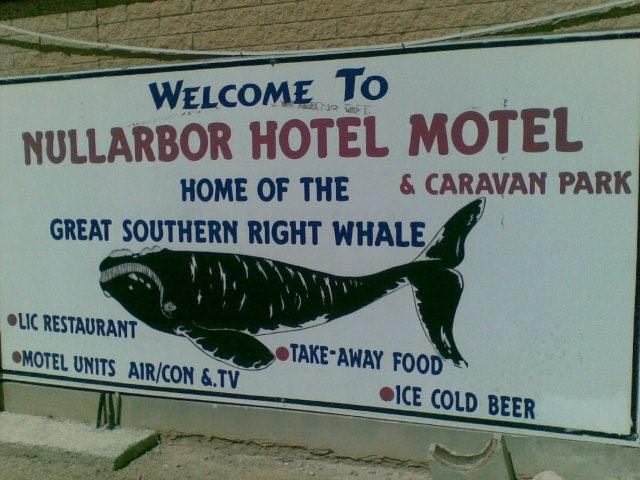 WELCOME TO
NULLARBOR HOTEL MOTEL
& CARAVAN PARK
HOME OF THE
GREAT SOUTHERN RIGHT WHALE
LIC RESTAURANT
MOTEL UNITS AIR/CON &.TV
TAKE-AWAY FOOD
ICE COLD BEER